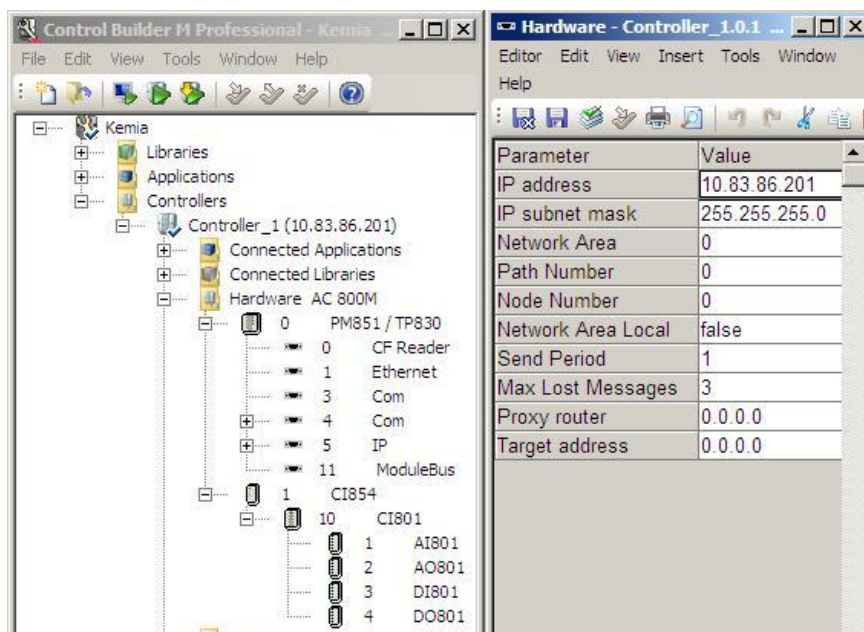 Control Builder M Professional - Kemia
File Edit View Tools Window Help
Kemia
Libraries
Applications
Controllers
Controller_1 (10.83.86.201)
Connected Applications
Connected Libraries
Hardware AC 800M
0 PM851 / TP830
0 CF Reader
1 Ethernet
3 Com
4 Com
5 IP
11 ModuleBus
1 CI854
10 CI801
1 AI801
2 AO801
3 DI801
4 DO801
Hardware - Controller_1.0.1 ...
Editor Edit View Insert Tools Window
Help
Parameter Value
IP address 10.83.86.201
IP subnet mask 255.255.255.0
Network Area 0
Path Number 0
Node Number 0
Network Area Local false
Send Period 1
Max Lost Messages 3
Proxy router 0.0.0.0
Target address 0.0.0.0